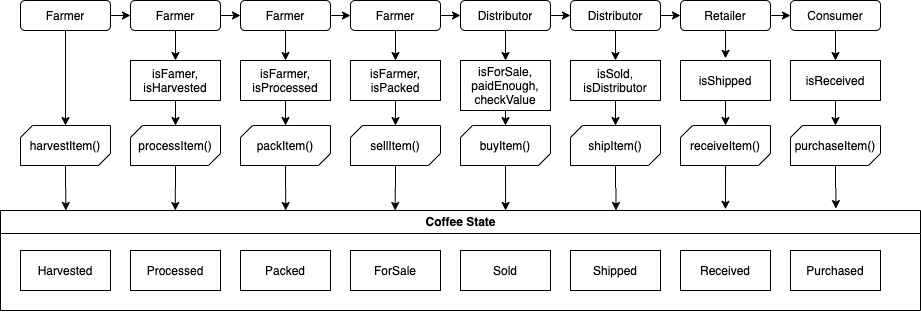 Farmer
Farmer
Farmer
Farmer
Distributor
Distributor
Retailer
Consumer
isFamer,
isHarvested
isFarmer,
isProcessed
isFarmer,
isPacked
isForSale,
paidEnough,
checkValue
isSold,
isDistributor
isShipped
isReceived
harvestItem()
processItem()
packItem()
sellItem()
buyItem()
shipItem()
receiveItem()
purchaseItem()
Coffee State
Harvested
Processed
Packed
ForSale
Sold
Shipped
Received
Purchased